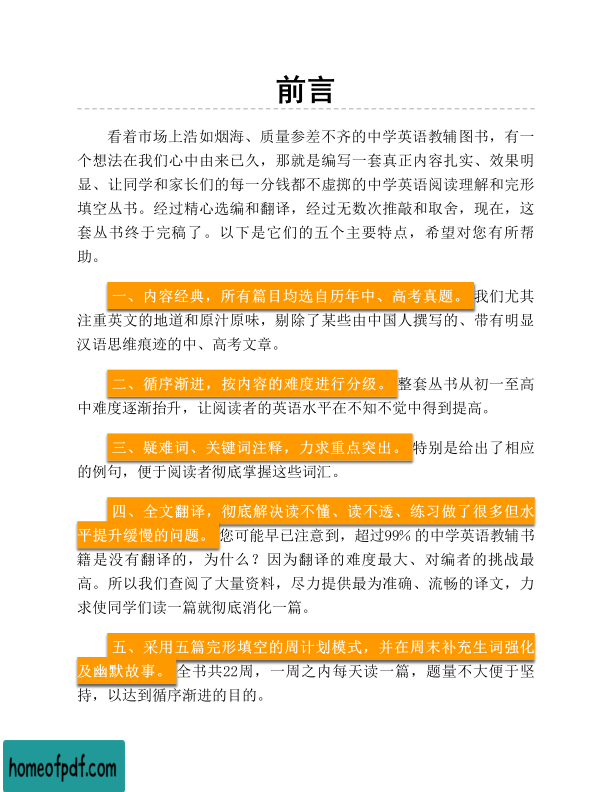 前言
看着市场上浩如烟海、质量参差不齐的中学英语教辅图书，有一
个想法在我们心中由来已久，那就是编写一套真正内容扎实、效果明
显、让同学和家长们的每一分钱都不虚掷的中学英语阅读理解和完形
填空丛书。经过精心选编和翻译，经过无数次推敲和取舍，现在，这
套丛书终于完稿了。以下是它们的五个主要特点，希望对您有所帮
助。
一、内容经典，所有篇目均选自历年中、高考真题。我们尤其
注重英文的地道和原汁原味，剔除了某些由中国人撰写的、带有明显
汉语思维痕迹的中、高考文章。
二、循序渐进，按内容的难度进行分级。整套丛书从初一至高
中难度逐渐抬升，让阅读者的英语水平在不知不觉中得到提高。
三、疑难词、关键词注释，力求重点突出。特别是给出了相应
的例句，便于阅读者彻底掌握这些词汇。
四、全文翻译，彻底解决读不懂、读不透、练习做了很多但水
平提升缓慢的问题。您可能早已注意到，超过99% 的中学英语教辅书
籍是没有翻译的，为什么？因为翻译的难度最大、对编者的挑战最
高。所以我们查阅了大量资料，尽力提供最为准确、流畅的译文，力
求使同学们读一篇就彻底消化一篇。
五、采用五篇完形填空的周计划模式，并在周末补充生词强化
及幽默故事。全书共22周，一周之内每天读一篇，题量不大便于坚
持，以达到循序渐进的目的。
homeofpdf.com